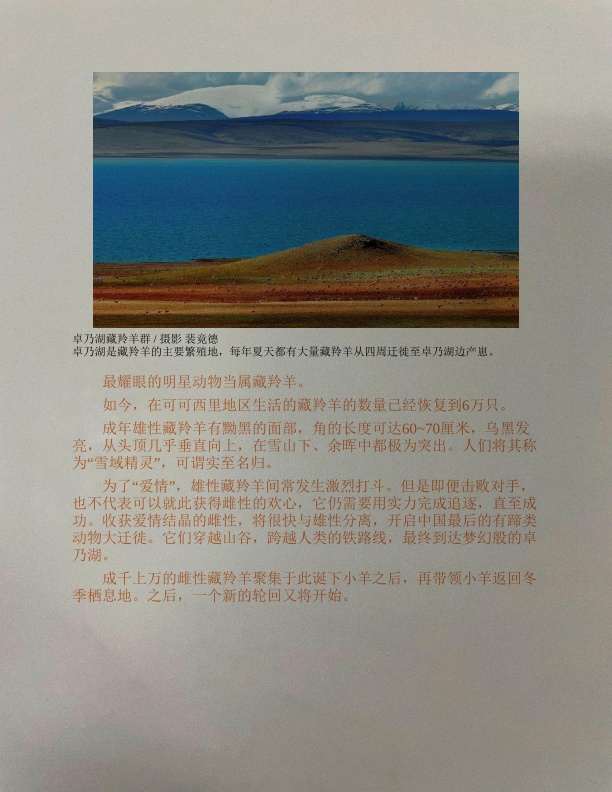 卓乃湖藏羚羊群 / 摄影 裴竟德
卓乃湖是藏羚羊的主要繁殖地，每年夏天都有大量藏羚羊从四周迁徙至卓乃湖边产崽。
最耀眼的明星动物当属藏羚羊。
如今，在可可西里地区生活的藏羚羊的数量已经恢复到6万只。
成年雄性藏羚羊有黝黑的面部，角的长度可达60~70厘米，乌黑发
亮，从头顶几乎垂直向上，在雪山下、余晖中都极为突出。人们将其称
为“雪域精灵”，可谓实至名归。
为了“爱情”，雄性藏羚羊间常发生激烈打斗。但是即便击败对手，
也不代表可以就此获得雌性的欢心，它仍需要用实力完成追逐，直至成
功。收获爱情结晶的雌性，将很快与雄性分离，开启中国最后的有蹄类
动物大迁徙。它们穿越山谷，跨越人类的铁路线，最终到达梦幻般的卓
乃湖。
成千上万的雌性藏羚羊聚集于此诞下小羊之后，再带领小羊返回冬
季栖息地。之后，一个新的轮回又将开始。